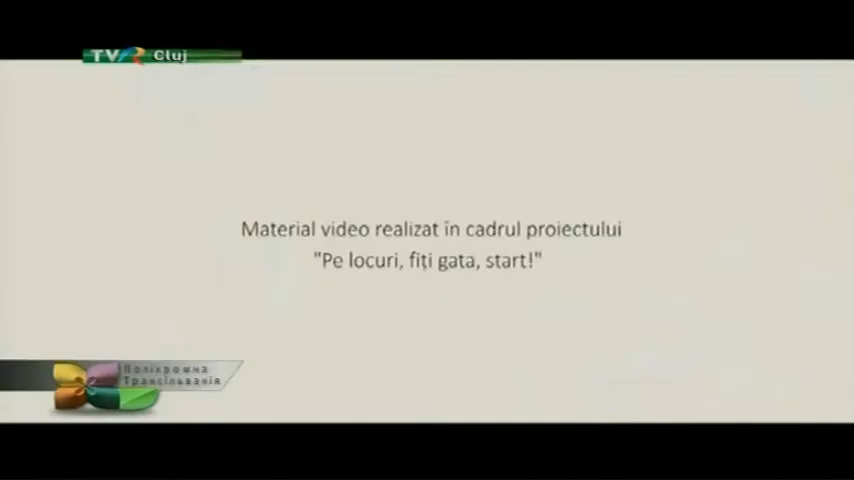 TVR Cluj
Material video realizat în cadrul proiectului
"Pe locuri, fiți gata, start!"
Поліхромна
Трансільванія